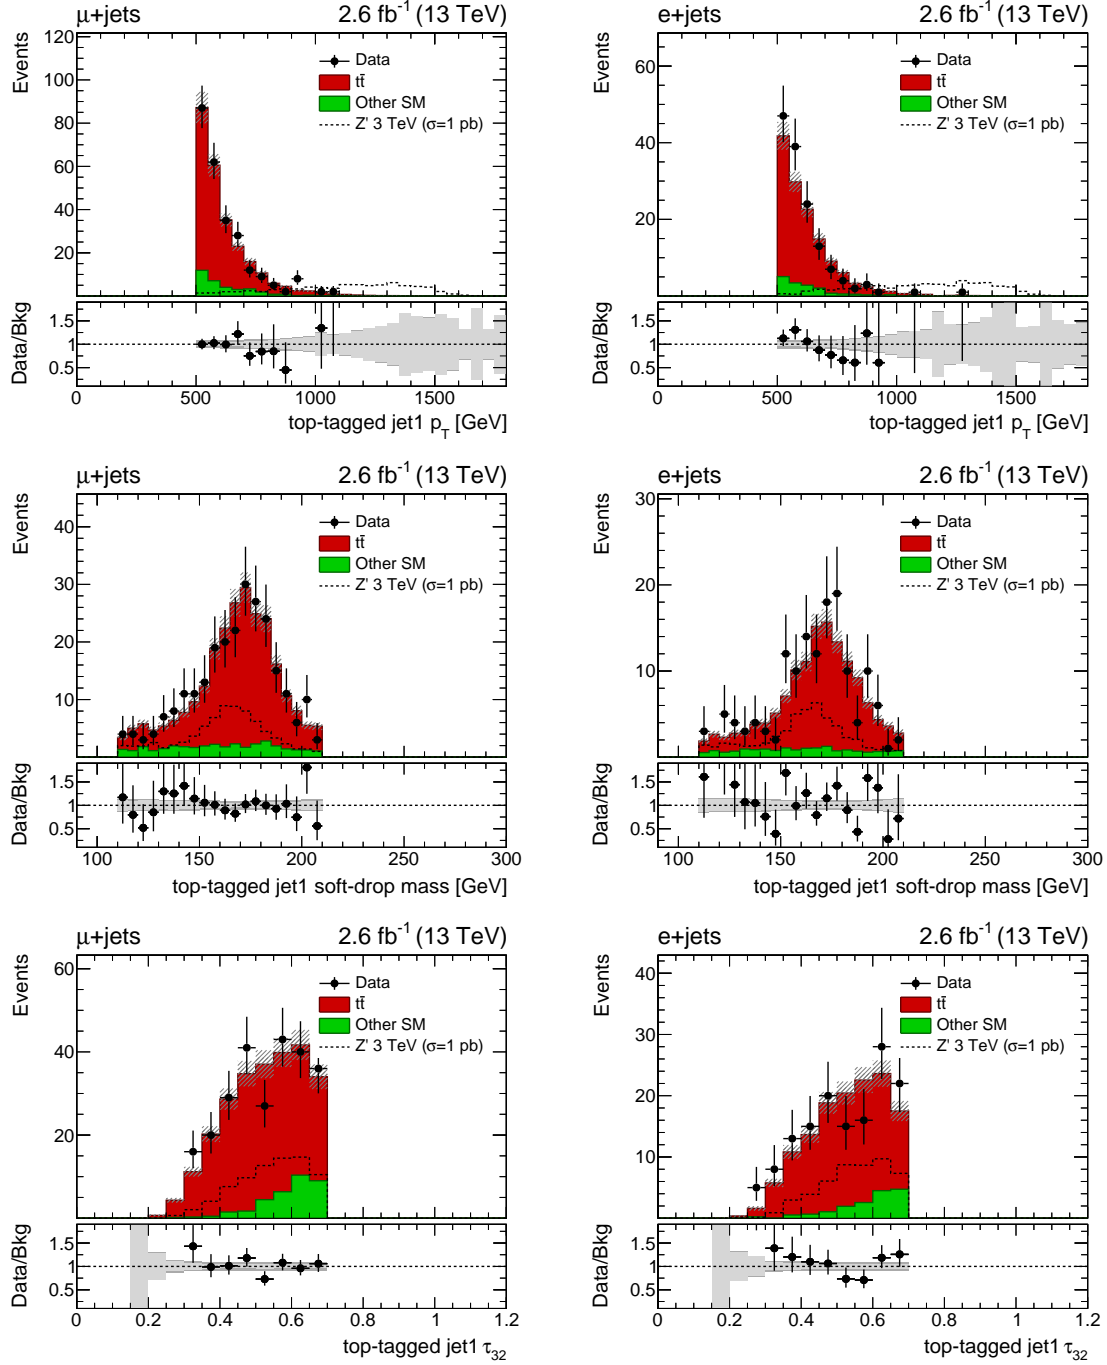 μ+jets 2.6 fb⁻¹ (13 TeV)
Events
120
100
80
60
40
20
Data
tt̄
Other SM
Z' 3 TeV (σ=1 pb)
Data/Bkg
1.5
1
0.5
0 500 1000 1500
top-tagged jet1 p_T [GeV]
e+jets 2.6 fb⁻¹ (13 TeV)
Events
60
40
20
Data
tt̄
Other SM
Z' 3 TeV (σ=1 pb)
Data/Bkg
1.5
1
0.5
0 500 1000 1500
top-tagged jet1 p_T [GeV]
μ+jets 2.6 fb⁻¹ (13 TeV)
Events
40
30
20
10
Data
tt̄
Other SM
Z' 3 TeV (σ=1 pb)
Data/Bkg
1.5
1
0.5
100 150 200 250 300
top-tagged jet1 soft-drop mass [GeV]
e+jets 2.6 fb⁻¹ (13 TeV)
Events
30
20
10
Data
tt̄
Other SM
Z' 3 TeV (σ=1 pb)
Data/Bkg
1.5
1
0.5
100 150 200 250 300
top-tagged jet1 soft-drop mass [GeV]
μ+jets 2.6 fb⁻¹ (13 TeV)
Events
60
40
20
Data
tt̄
Other SM
Z' 3 TeV (σ=1 pb)
Data/Bkg
1.5
1
0.5
0 0.2 0.4 0.6 0.8 1 1.2
top-tagged jet1 τ₃₂
e+jets 2.6 fb⁻¹ (13 TeV)
Events
40
30
20
10
Data
tt̄
Other SM
Z' 3 TeV (σ=1 pb)
Data/Bkg
1.5
1
0.5
0 0.2 0.4 0.6 0.8 1 1.2
top-tagged jet1 τ₃₂